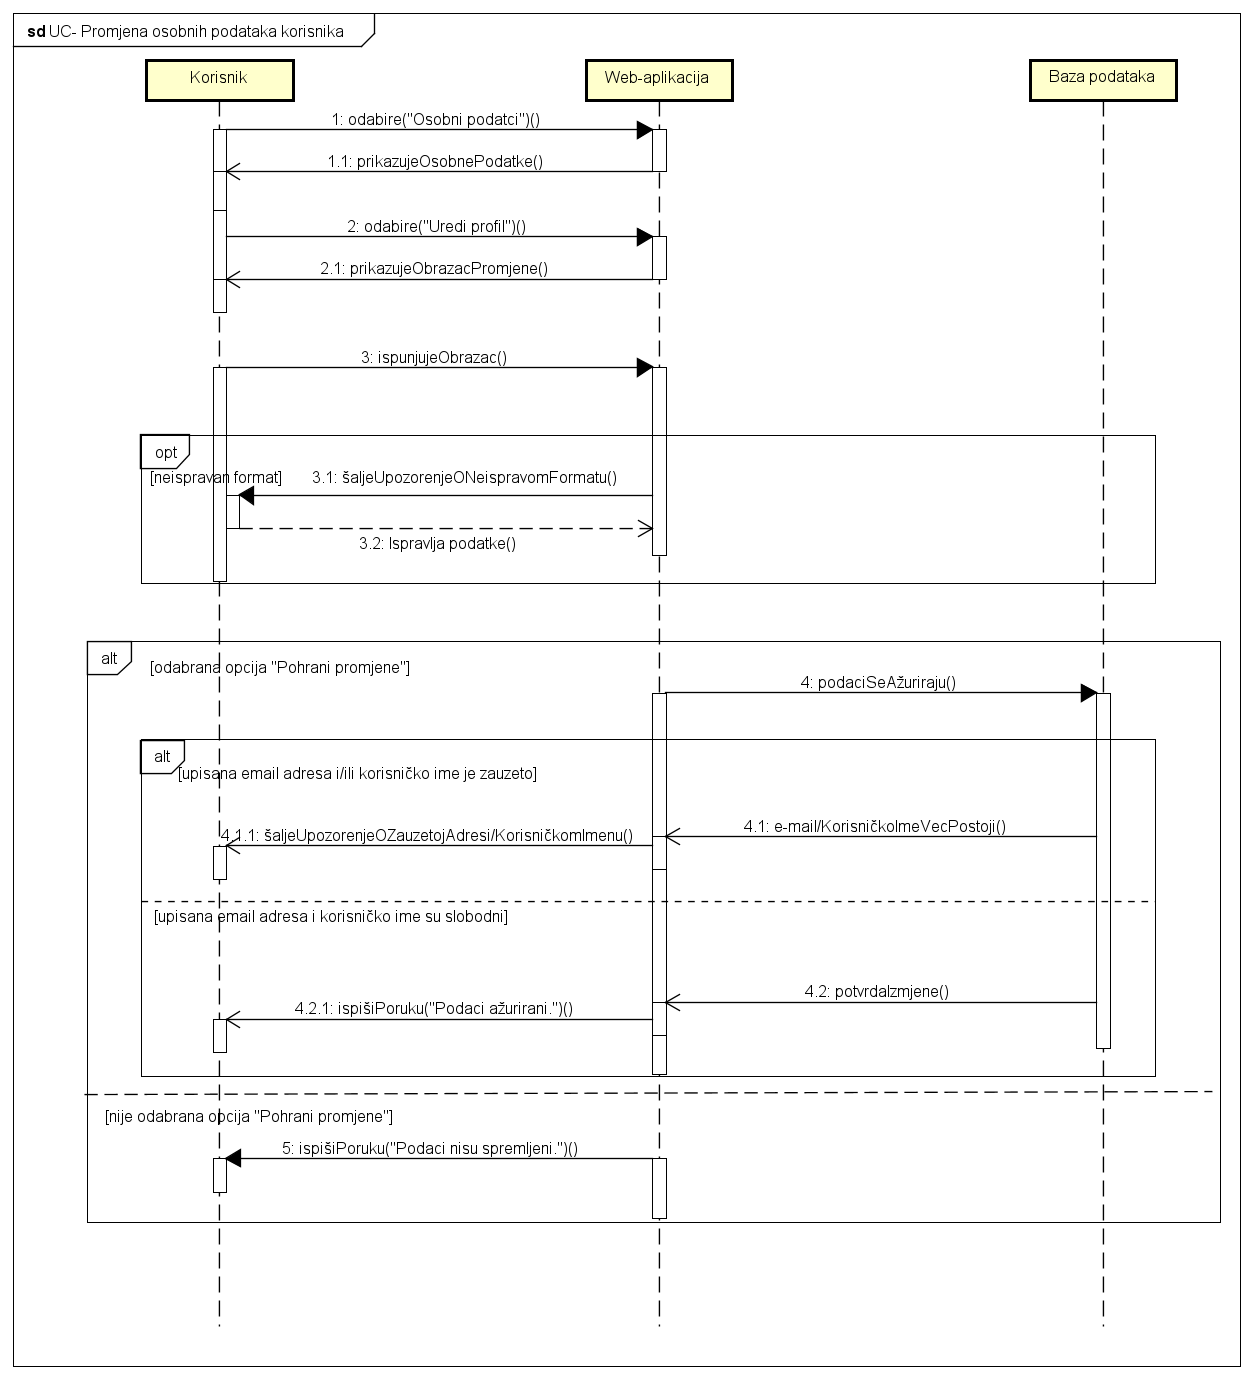 sd UC- Promjena osobnih podataka korisnika
Korisnik
Web-aplikacija
Baza podataka
1: odabire("Osobni podatci")()
1.1: prikazujeOsobnePodatke()
2: odabire("Uredi profil")()
2.1: prikazujeObrazacPromjene()
3: ispunjujeObrazac()
opt
[neispravan format]
3.1: šaljeUpozorenjeONeispravomFormatu()
3.2: Ispravlja podatke()
alt
[odabrana opcija "Pohrani promjene"]
4: podaciSeAžuriraju()
alt
[upisana email adresa i/ili korisničko ime je zauzeto]
4.1: e-mail/KorisničkoImeVecPostoji()
4.1.1: šaljeUpozorenjeOZauzetojAdresi/KorisničkomImenu()
[upisana email adresa i korisničko ime su slobodni]
4.2: potvrdaIzmjene()
4.2.1: ispišiPoruku("Podaci ažurirani.")()
[nije odabrana opcija "Pohrani promjene"]
5: ispišiPoruku("Podaci nisu spremljeni.")()